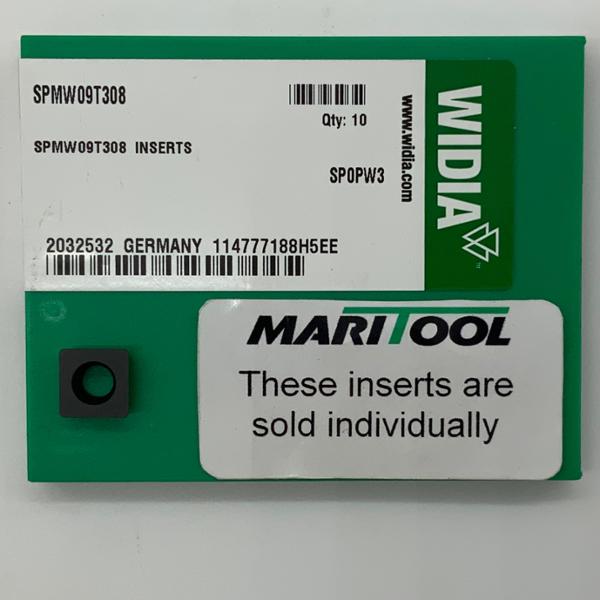 SPMW09T308
Qty: 10
SPMW09T308 INSERTS
SP0PW3
2032532 GERMANY 114777188H5EE
www.widia.com
WIDIA
TM
MARITOOL
These inserts are
sold individually